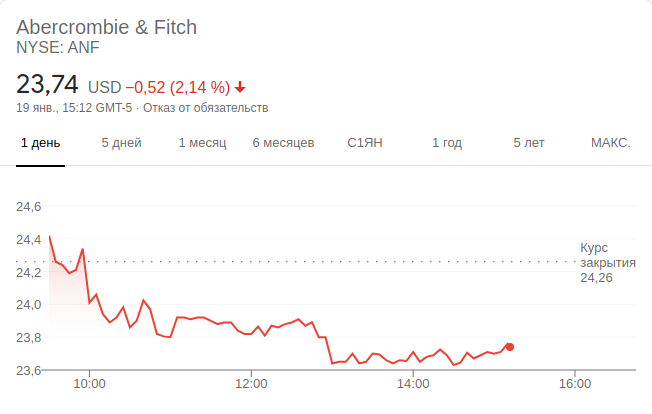 Abercrombie & Fitch
NYSE: ANF
23,74 USD −0,52 (2,14 %)
19 янв., 15:12 GMT-5 · Отказ от обязательств
1 день 5 дней 1 месяц 6 месяцев С1ЯН 1 год 5 лет МАКС.
24,6
24,4
24,2
24,0
23,8
23,6
Курс
закрытия
24,26
10:00 12:00 14:00 16:00